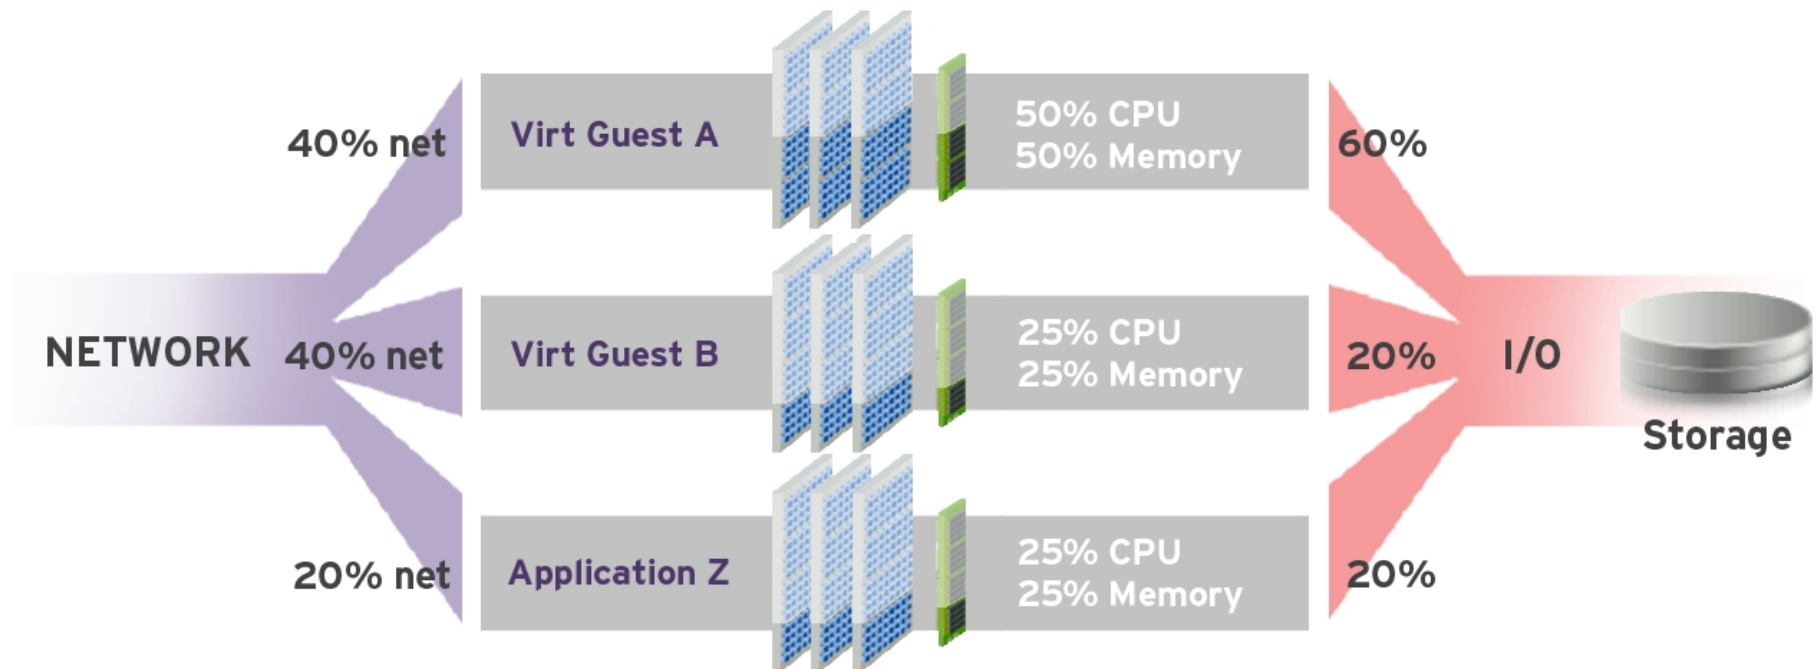 40% net
Virt Guest A
50% CPU
50% Memory
60%
NETWORK
40% net
Virt Guest B
25% CPU
25% Memory
20%
I/O
Storage
20% net
Application Z
25% CPU
25% Memory
20%